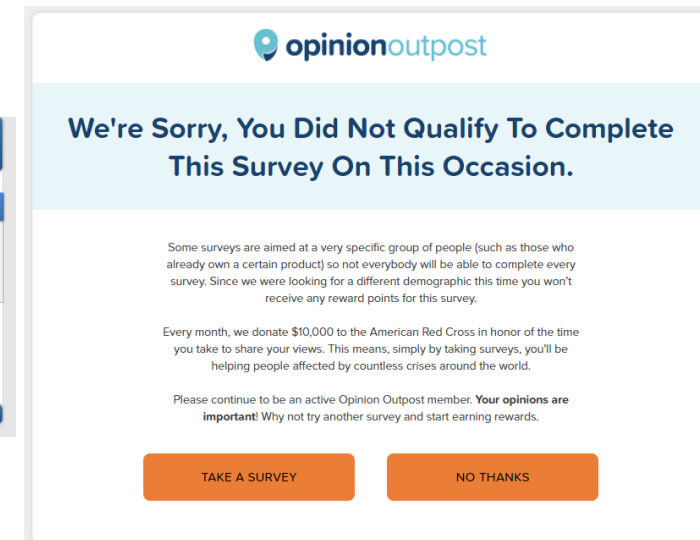 opinionoutpost
We're Sorry, You Did Not Qualify To Complete
This Survey On This Occasion.
Some surveys are aimed at a very specific group of people (such as those who
already own a certain product) so not everybody will be able to complete every
survey. Since we were looking for a different demographic this time you won't
receive any reward points for this survey.
Every month, we donate $10,000 to the American Red Cross in honor of the time
you take to share your views. This means, simply by taking surveys, you'll be
helping people affected by countless crises around the world.
Please continue to be an active Opinion Outpost member. Your opinions are
important! Why not try another survey and start earning rewards.
TAKE A SURVEY NO THANKS